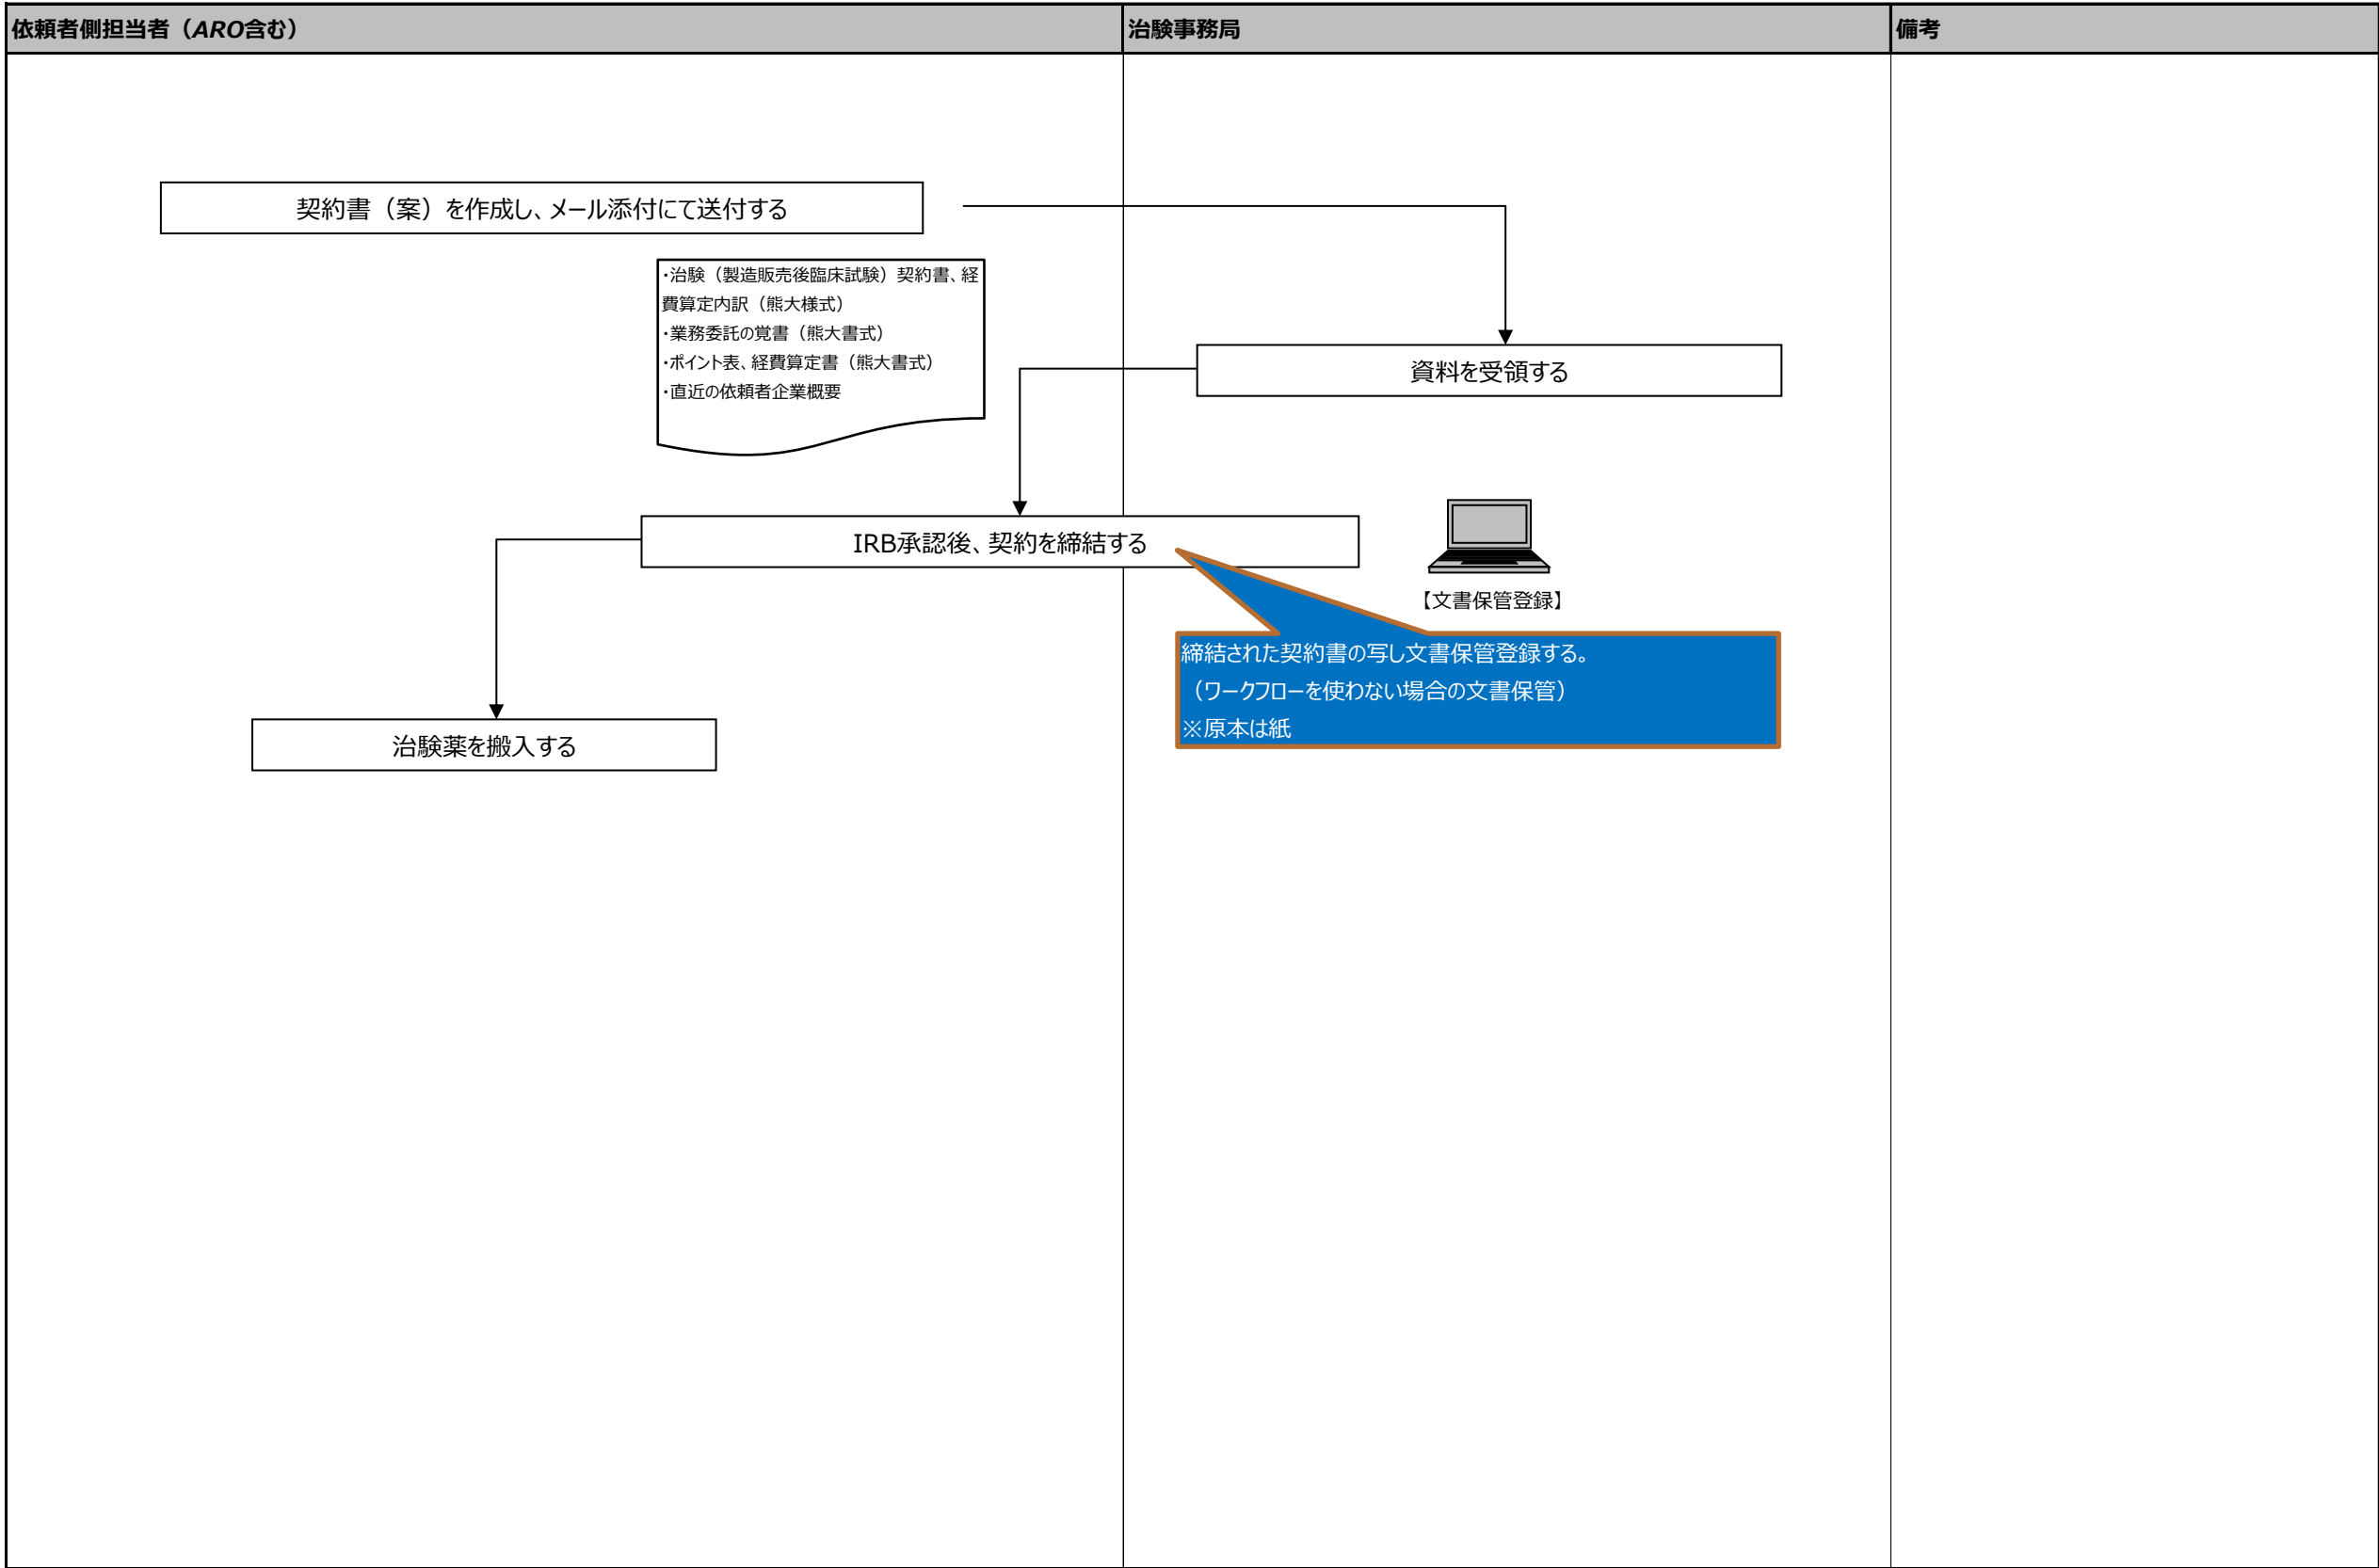 依頼者側担当者（ARO含む）
治験事務局
備考
契約書（案）を作成し、メール添付にて送付する
・治験（製造販売後臨床試験）契約書、経
費算定内訳（熊大様式）
・業務委託の覚書（熊大書式）
・ポイント表、経費算定書（熊大書式）
・直近の依頼者企業概要
資料を受領する
IRB承認後、契約を締結する
【文書保管登録】
締結された契約書の写し文書保管登録する。
（ワークフローを使わない場合の文書保管）
※原本は紙
治験薬を搬入する